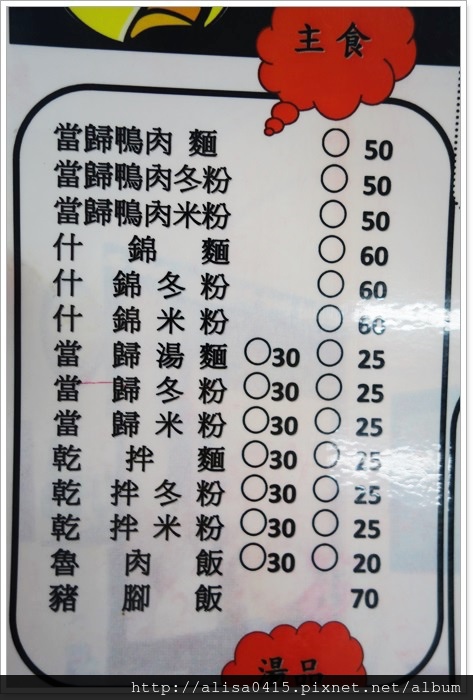 主食
當歸鴨肉 麵 ○ 50
當歸鴨肉冬粉 ○ 50
當歸鴨肉米粉 ○ 50
什 錦 麵 ○ 60
什 錦 冬 粉 ○ 60
什 錦 米 粉 ○ 60
當 歸 湯 麵 ○30 ○ 25
當 歸 冬 粉 ○30 ○ 25
當 歸 米 粉 ○30 ○ 25
乾 拌 麵 ○30 ○ 25
乾 拌 冬 粉 ○30 ○ 25
乾 拌 米 粉 ○30 ○ 25
魯 肉 飯 ○30 ○ 20
豬 腳 飯 70
湯品
http://alisa0415.pixnet.net/album